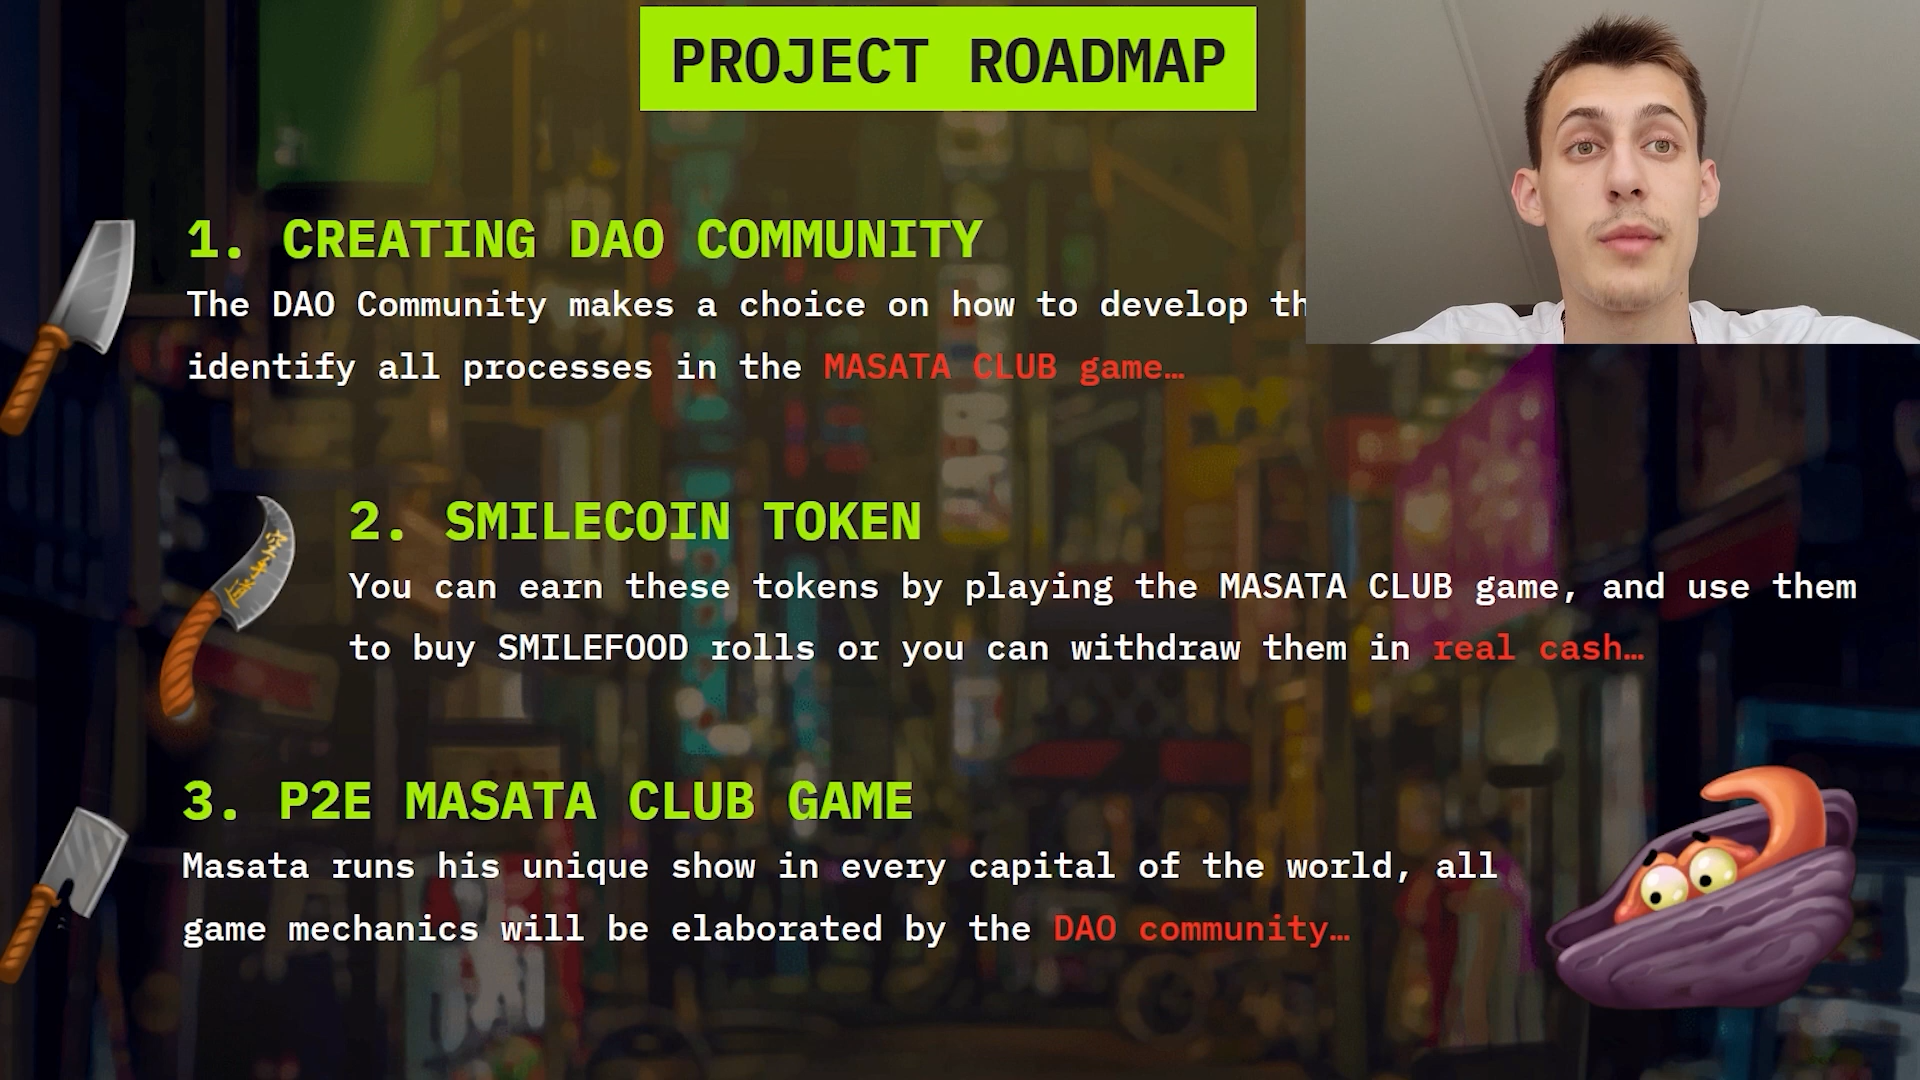 PROJECT ROADMAP
1. CREATING DAO COMMUNITY
The DAO Community makes a choice on how to develop
identify all processes in the MASATA CLUB game…
2. SMILECOIN TOKEN
You can earn these tokens by playing the MASATA CLUB game, and use them
to buy SMILEFOOD rolls or you can withdraw them in real cash…
空手道
3. P2E MASATA CLUB GAME
Masata runs his unique show in every capital of the world, all
game mechanics will be elaborated by the DAO community…